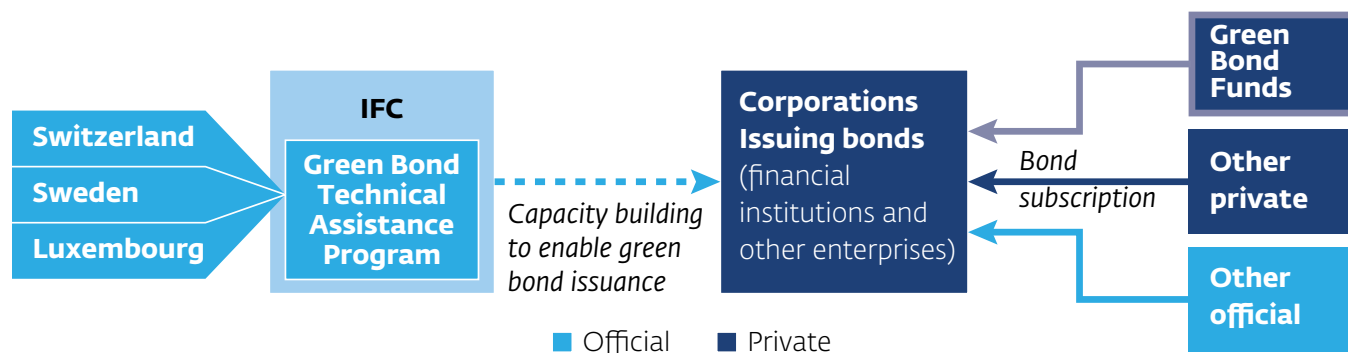 Switzerland
Sweden
Luxembourg
IFC
Green Bond
Technical
Assistance
Program
Capacity building
to enable green
bond issuance
Corporations
Issuing bonds
(financial
institutions and
other enterprises)
Bond
subscription
Green
Bond
Funds
Other
private
Other
official
Official
Private